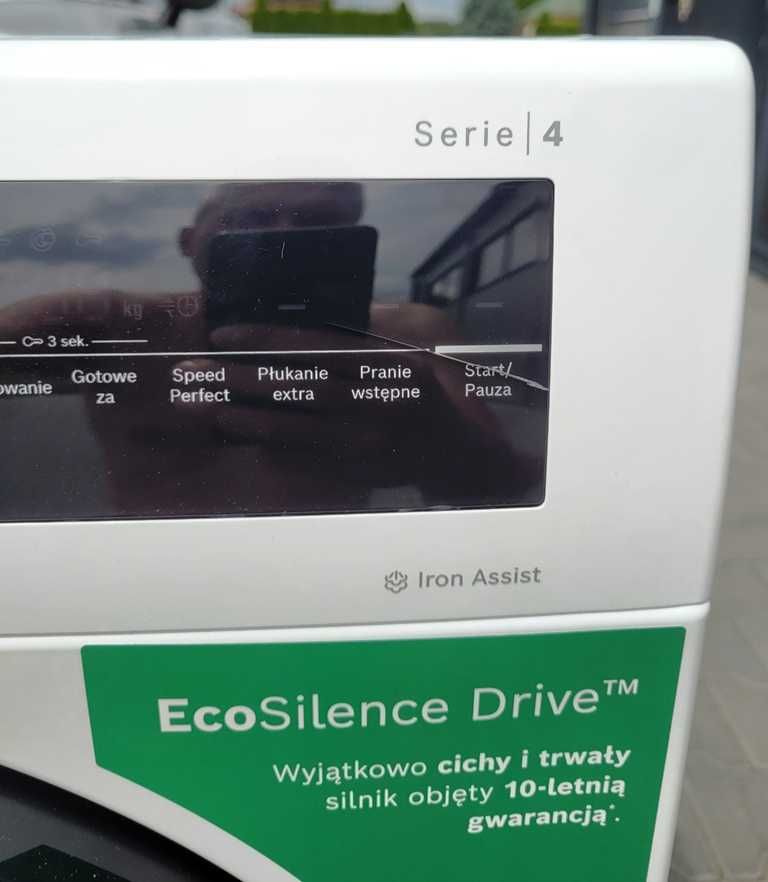 Serie | 4
kg
3 sek.
owanie
Gotowe
za
Speed
Perfect
Płukanie
extra
Pranie
wstępne
Start/
Pauza
Iron Assist
EcoSilence Drive™
Wyjątkowo cichy i trwały
silnik objęty 10-letnią
gwarancją*.